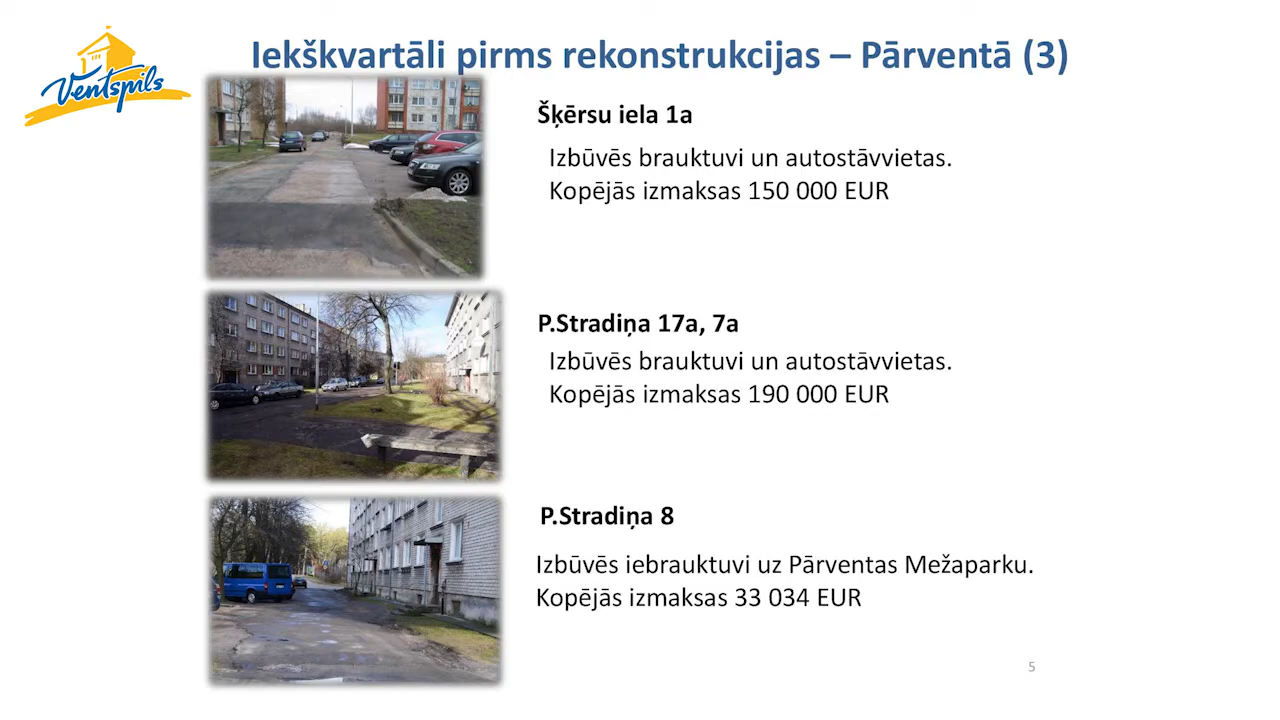 Ventspils
Iekškvartāli pirms rekonstrukcijas – Pārventā (3)
Šķērsu iela 1a
Izbūvēs brauktuvi un autostāvvietas.
Kopējās izmaksas 150 000 EUR
P.Stradiņa 17a, 7a
Izbūvēs brauktuvi un autostāvvietas.
Kopējās izmaksas 190 000 EUR
P.Stradiņa 8
Izbūvēs iebrauktuvi uz Pārventas Mežaparku.
Kopējās izmaksas 33 034 EUR
5